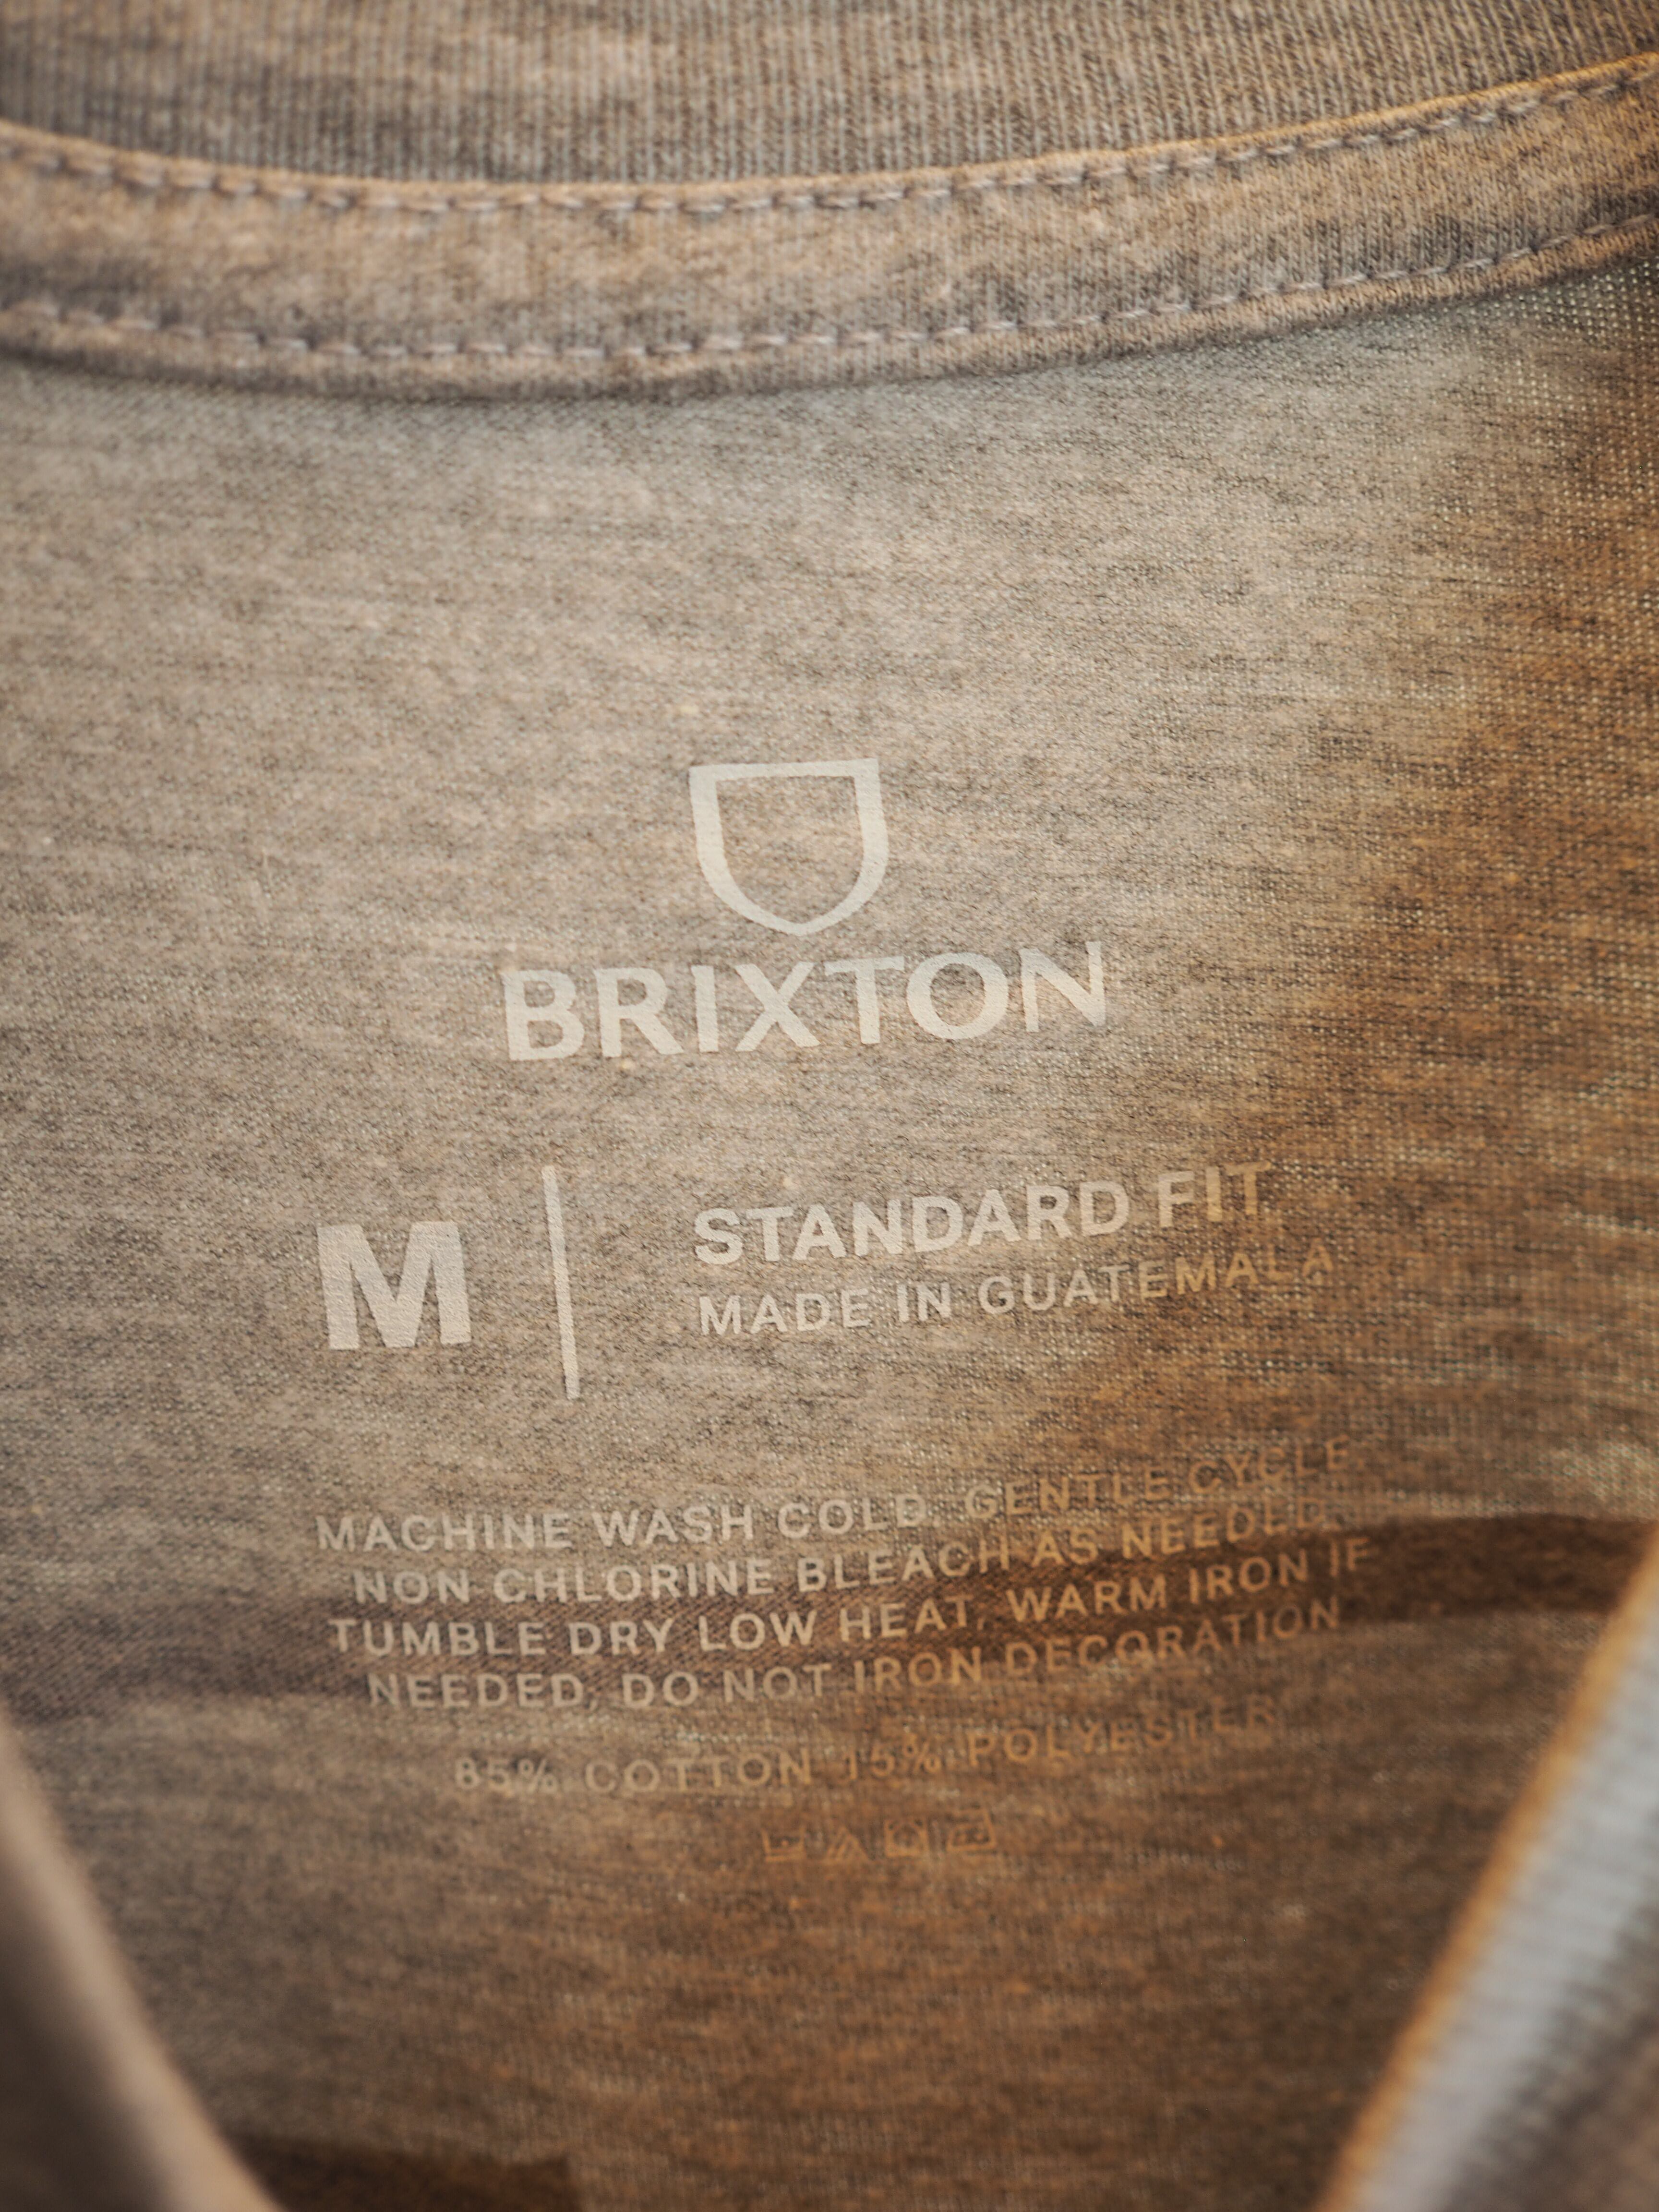 BRIXTON
M
STANDARD FIT
MADE IN GUATEMALA
MACHINE WASH COLD, GENTLE CYCLE
NON-CHLORINE BLEACH AS NEEDED,
TUMBLE DRY LOW HEAT, WARM IRON IF
NEEDED, DO NOT IRON DECORATION
85% COTTON 15% POLYESTER